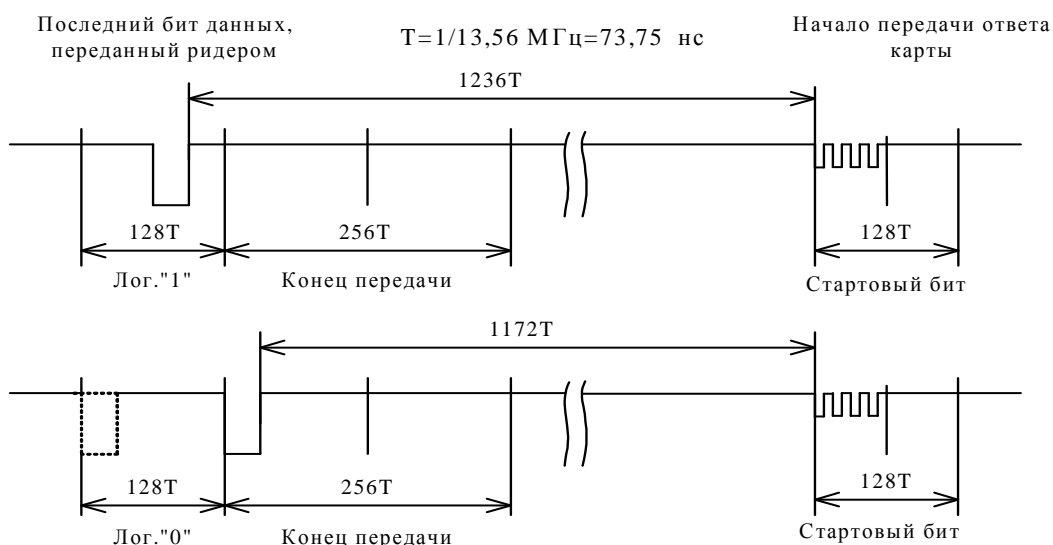 Последний бит данных,
переданный ридером
T=1/13,56 МГц=73,75 нс
Начало передачи ответа
карты
1236T
128T
256T
128T
Лог."1"
Конец передачи
Стартовый бит
1172T
128T
256T
128T
Лог."0"
Конец передачи
Стартовый бит